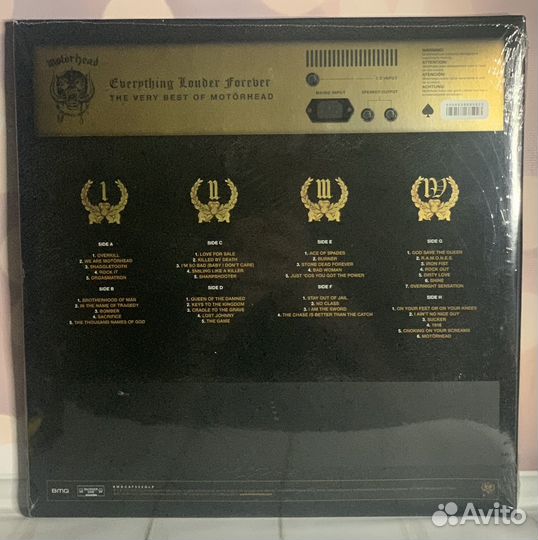 Motörhead
Everything Louder Forever
THE VERY BEST OF MOTÖRHEAD
MAINS INPUT
SPEAKER OUTPUT
WARNING:
ATTENTION:
ATENCIÓN:
ACHTUNG:
I
II
III
IV
SIDE A
1. OVERKILL
2. WE ARE MOTÖRHEAD
3. SNAGGLETOOTH
4. ROCK IT
5. ORGASMATRON
SIDE B
1. BROTHERHOOD OF MAN
2. IN THE NAME OF TRAGEDY
3. BOMBER
4. SACRIFICE
5. THE THOUSAND NAMES OF GOD
SIDE C
1. LOVE FOR SALE
2. KILLED BY DEATH
3. I'M SO BAD (BABY I DON'T CARE)
4. SMILING LIKE A KILLER
5. SHARPSHOOTER
SIDE D
1. QUEEN OF THE DAMNED
2. KEYS TO THE KINGDOM
3. CRADLE TO THE GRAVE
4. LOST JOHNNY
5. THE GAME
SIDE E
1. ACE OF SPADES
2. BURNER
3. STONE DEAD FOREVER
4. BAD WOMAN
5. JUST 'COS YOU GOT THE POWER
SIDE F
1. STAY OUT OF JAIL
2. NO CLASS
3. I AM THE SWORD
4. THE CHASE IS BETTER THAN THE CATCH
SIDE G
1. GOD SAVE THE QUEEN
2. R.A.M.O.N.E.S.
3. IRON FIST
4. ROCK OUT
5. DIRTY LOVE
6. SHINE
7. OVERNIGHT SENSATION
SIDE H
1. ON YOUR FEET OR ON YOUR KNEES
2. I AIN'T NO NICE GUY
3. SUCKER
4. 1916
5. CHOKING ON YOUR SCREAMS
6. MOTÖRHEAD
BMG
Avito